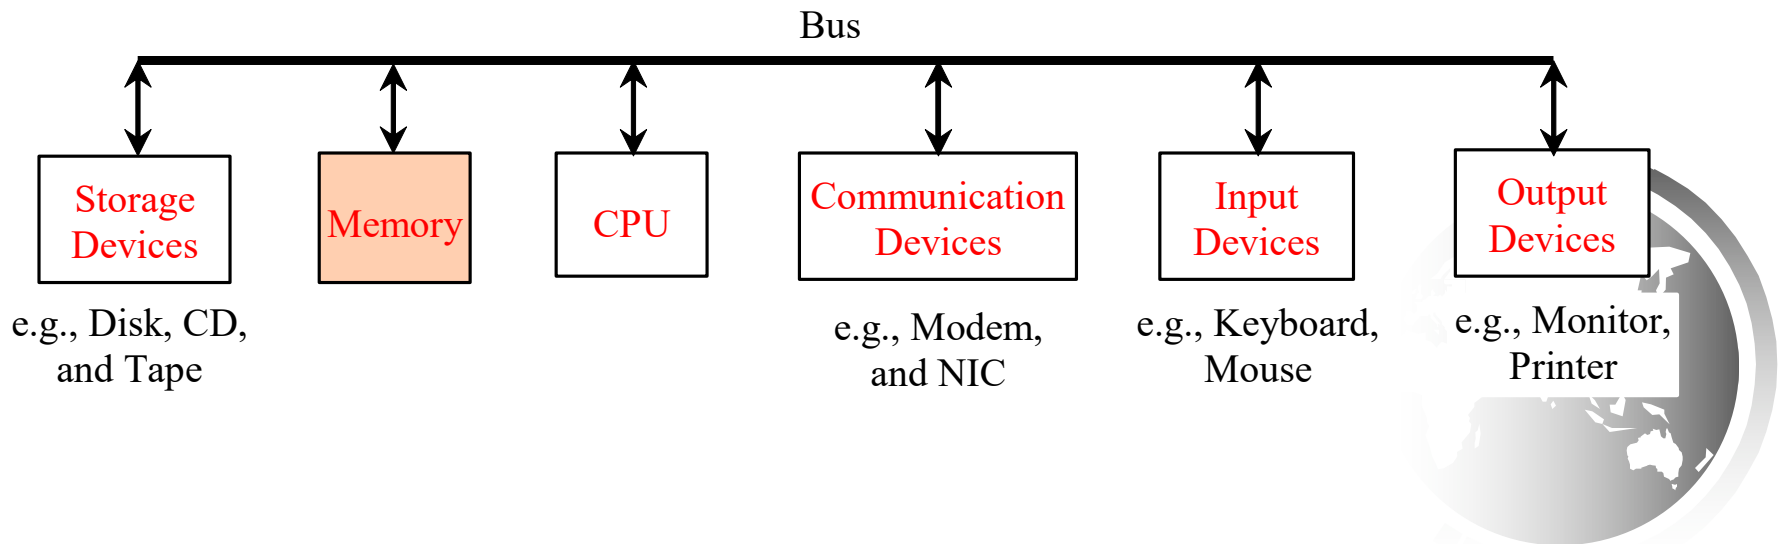 Bus
Storage
Devices
Memory
CPU
Communication
Devices
Input
Devices
Output
Devices
e.g., Disk, CD,
and Tape
e.g., Modem,
and NIC
e.g., Keyboard,
Mouse
e.g., Monitor,
Printer